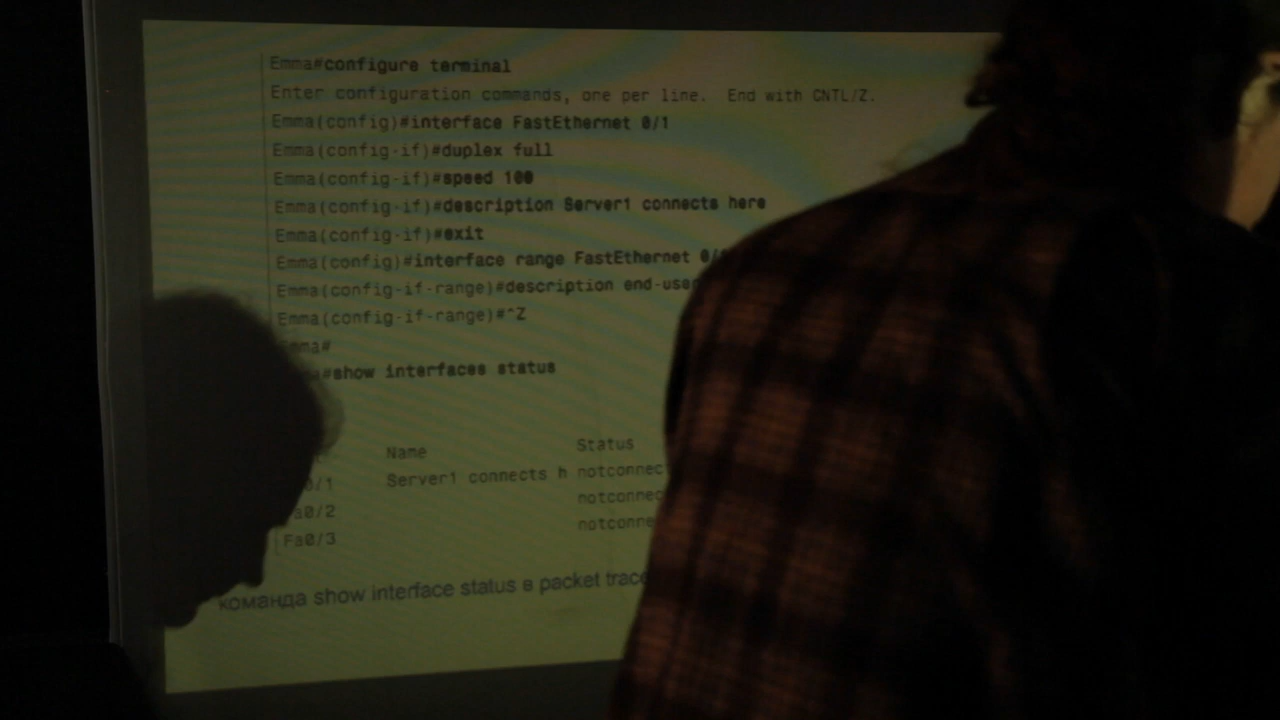 Emma#configure terminal
Enter configuration commands, one per line. End with CNTL/Z.
Emma(config)#interface FastEthernet 0/1
Emma(config-if)#duplex full
Emma(config-if)#speed 100
Emma(config-if)#description Server1 connects here
Emma(config-if)#exit
Emma(config)#interface range FastEthernet
Emma(config-if-range)#description
Emma(config-if-range)#^Z
Emma#
#show interfaces status
Name Status
Server1 connects h
Fa0/2
Fa0/3
команда show interface status в packet